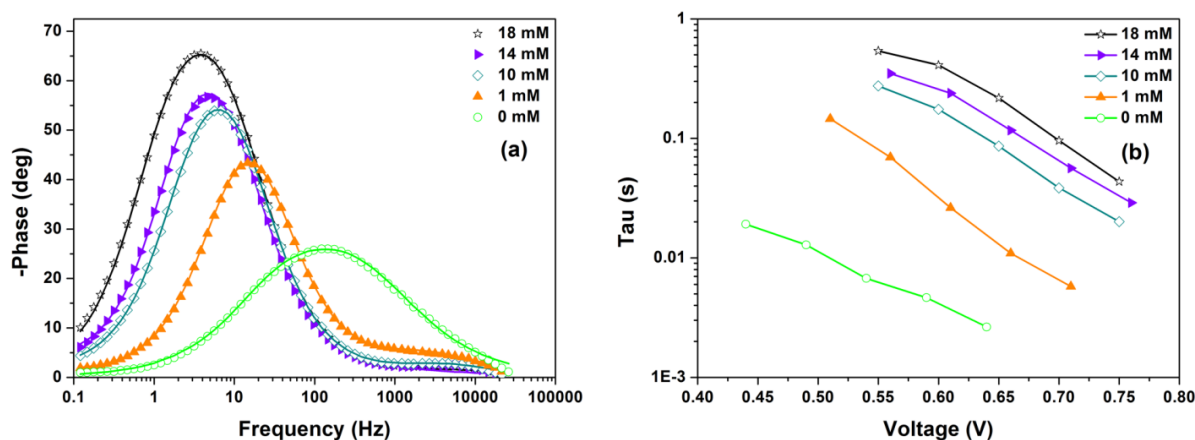 70
60
50
40
30
20
10
0
-Phase (deg)
0.1
1
10
100
1000
10000
100000
Frequency (Hz)
18 mM
14 mM
10 mM
1 mM
0 mM
(a)
1
0.1
0.01
1E-3
Tau (s)
0.40
0.45
0.50
0.55
0.60
0.65
0.70
0.75
0.80
Voltage (V)
18 mM
14 mM
10 mM
1 mM
0 mM
(b)